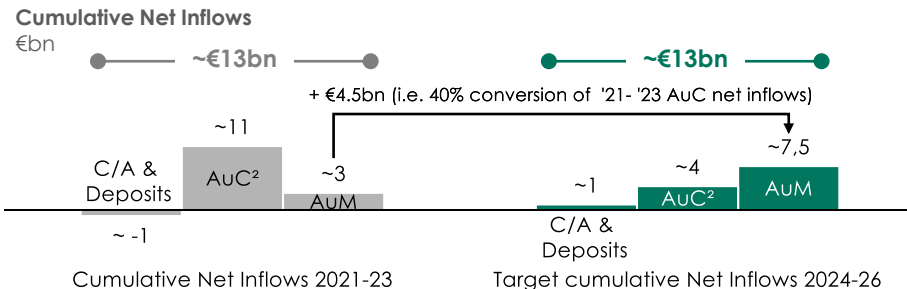 Cumulative Net Inflows
€bn
~€13bn
~€13bn
+ €4.5bn (i.e. 40% conversion of '21- '23 AuC net inflows)
~11
C/A &
Deposits
AuC²
~3
AuM
~ -1
~1
C/A &
Deposits
~4
AuC²
~7,5
AuM
Cumulative Net Inflows 2021-23
Target cumulative Net Inflows 2024-26